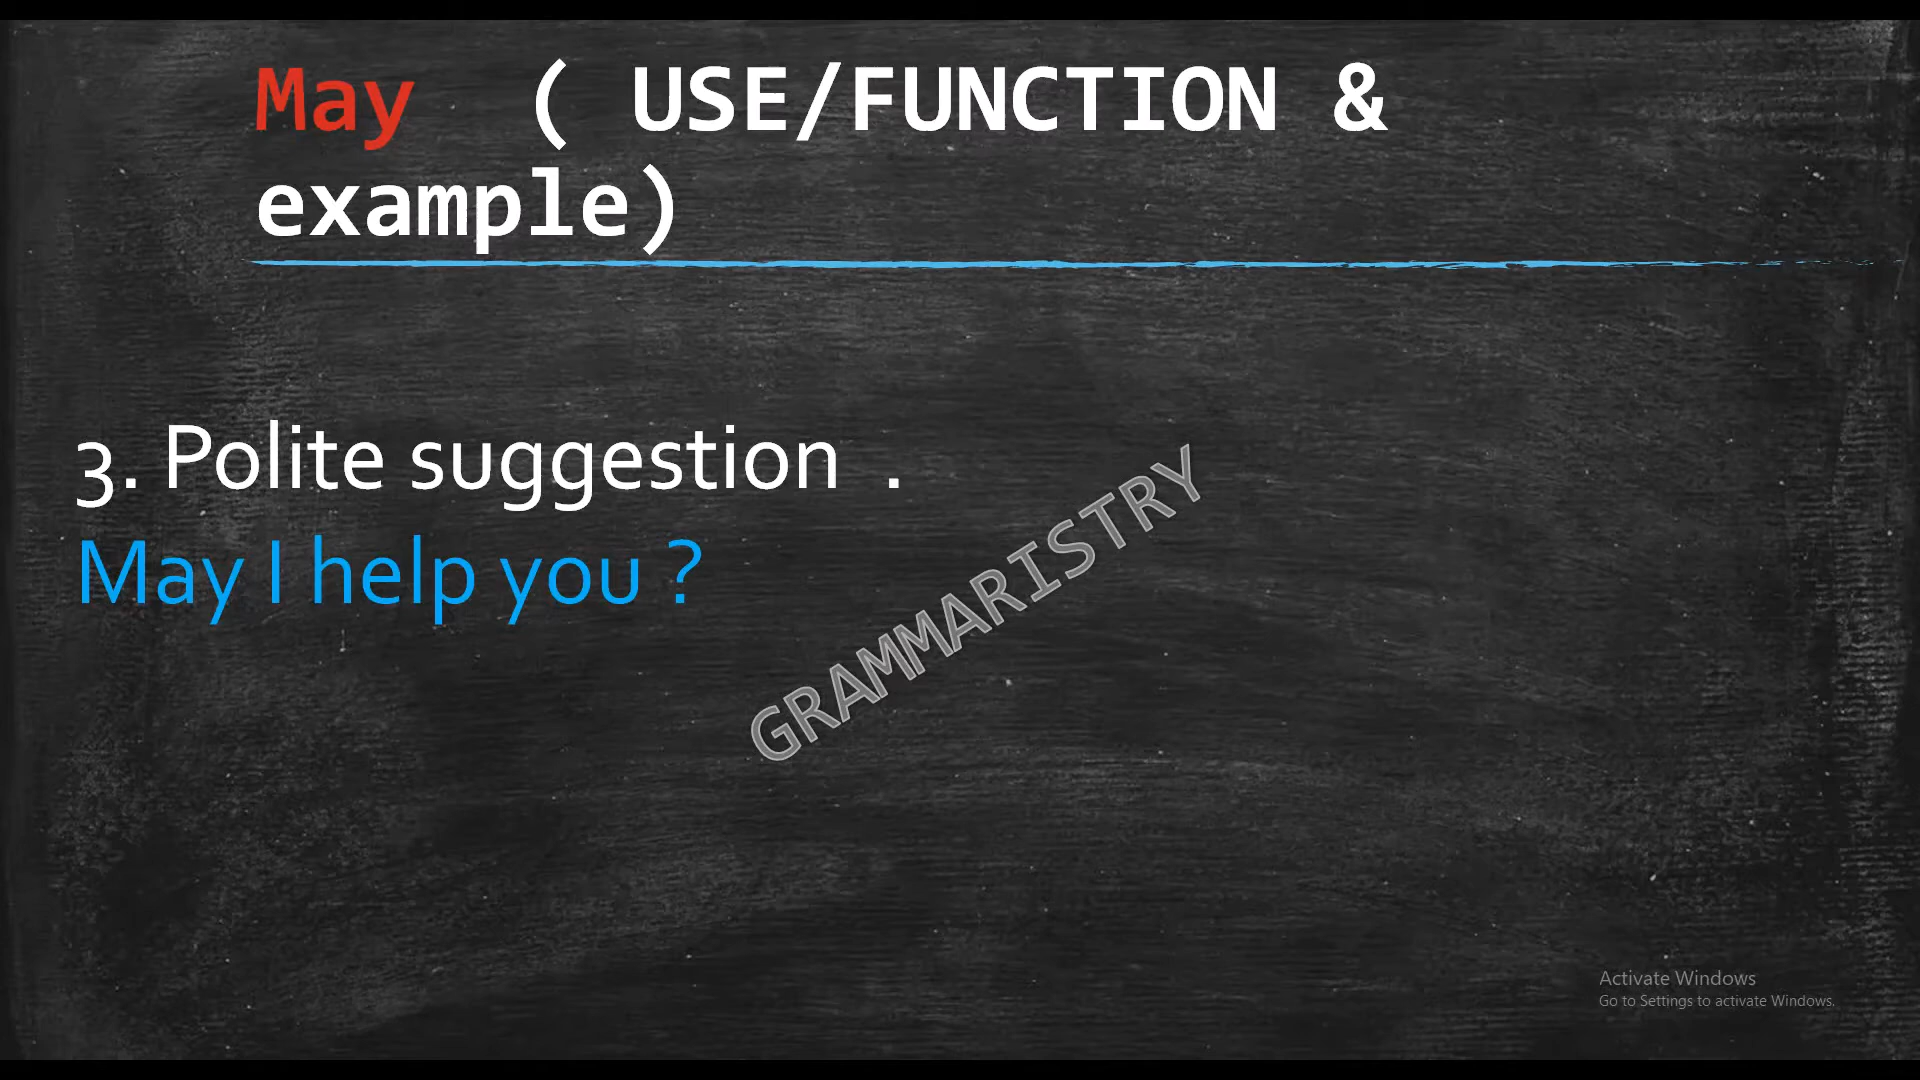 May ( USE/FUNCTION &
example)
3. Polite suggestion .
May I help you ?
GRAMMARISTRY
Activate Windows
Go to Settings to activate Windows.